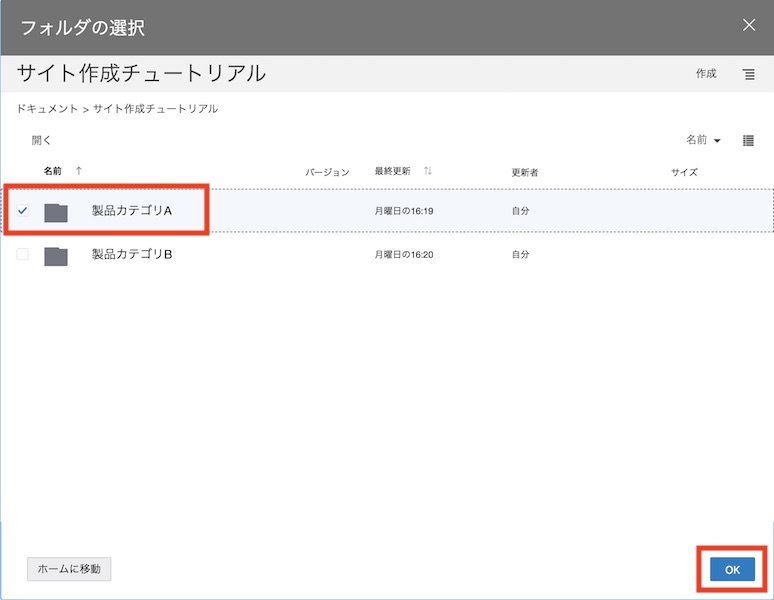 フォルダの選択
サイト作成チュートリアル 作成
ドキュメント > サイト作成チュートリアル
開く 名前
名前 バージョン 最終更新 更新者 サイズ
製品カテゴリA 月曜日の16:19 自分
製品カテゴリB 月曜日の16:20 自分
ホームに移動 OK